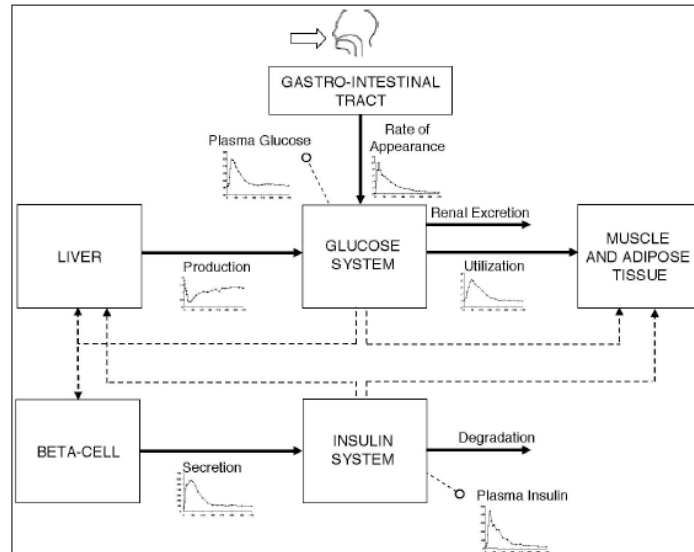 GASTRO-INTESTINAL
TRACT
Plasma Glucose
Rate of
Appearance
LIVER
Production
GLUCOSE
SYSTEM
Renal Excretion
Utilization
MUSCLE
AND ADIPOSE
TISSUE
BETA-CELL
Secretion
INSULIN
SYSTEM
Degradation
Plasma Insulin